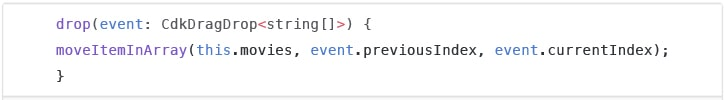 drop(event: CdkDragDrop<string[]>) {
moveItemInArray(this.movies, event.previousIndex, event.currentIndex);
}